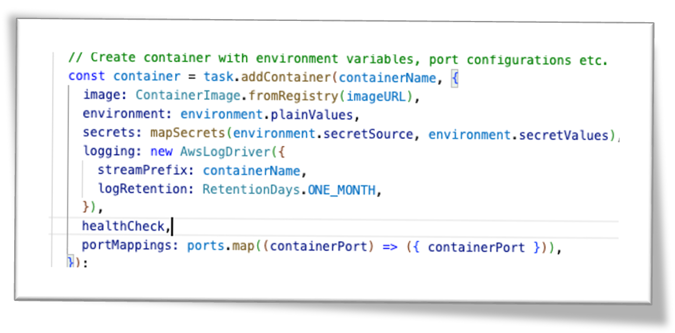 // Create container with environment variables, port configurations etc.
const container = task.addContainer(containerName, {
image: ContainerImage.fromRegistry(imageURL),
environment: environment.plainValues,
secrets: mapSecrets(environment.secretSource, environment.secretValues),
logging: new AwsLogDriver({
streamPrefix: containerName,
logRetention: RetentionDays.ONE_MONTH,
}),
healthCheck,
portMappings: ports.map((containerPort) => ({ containerPort })),
});